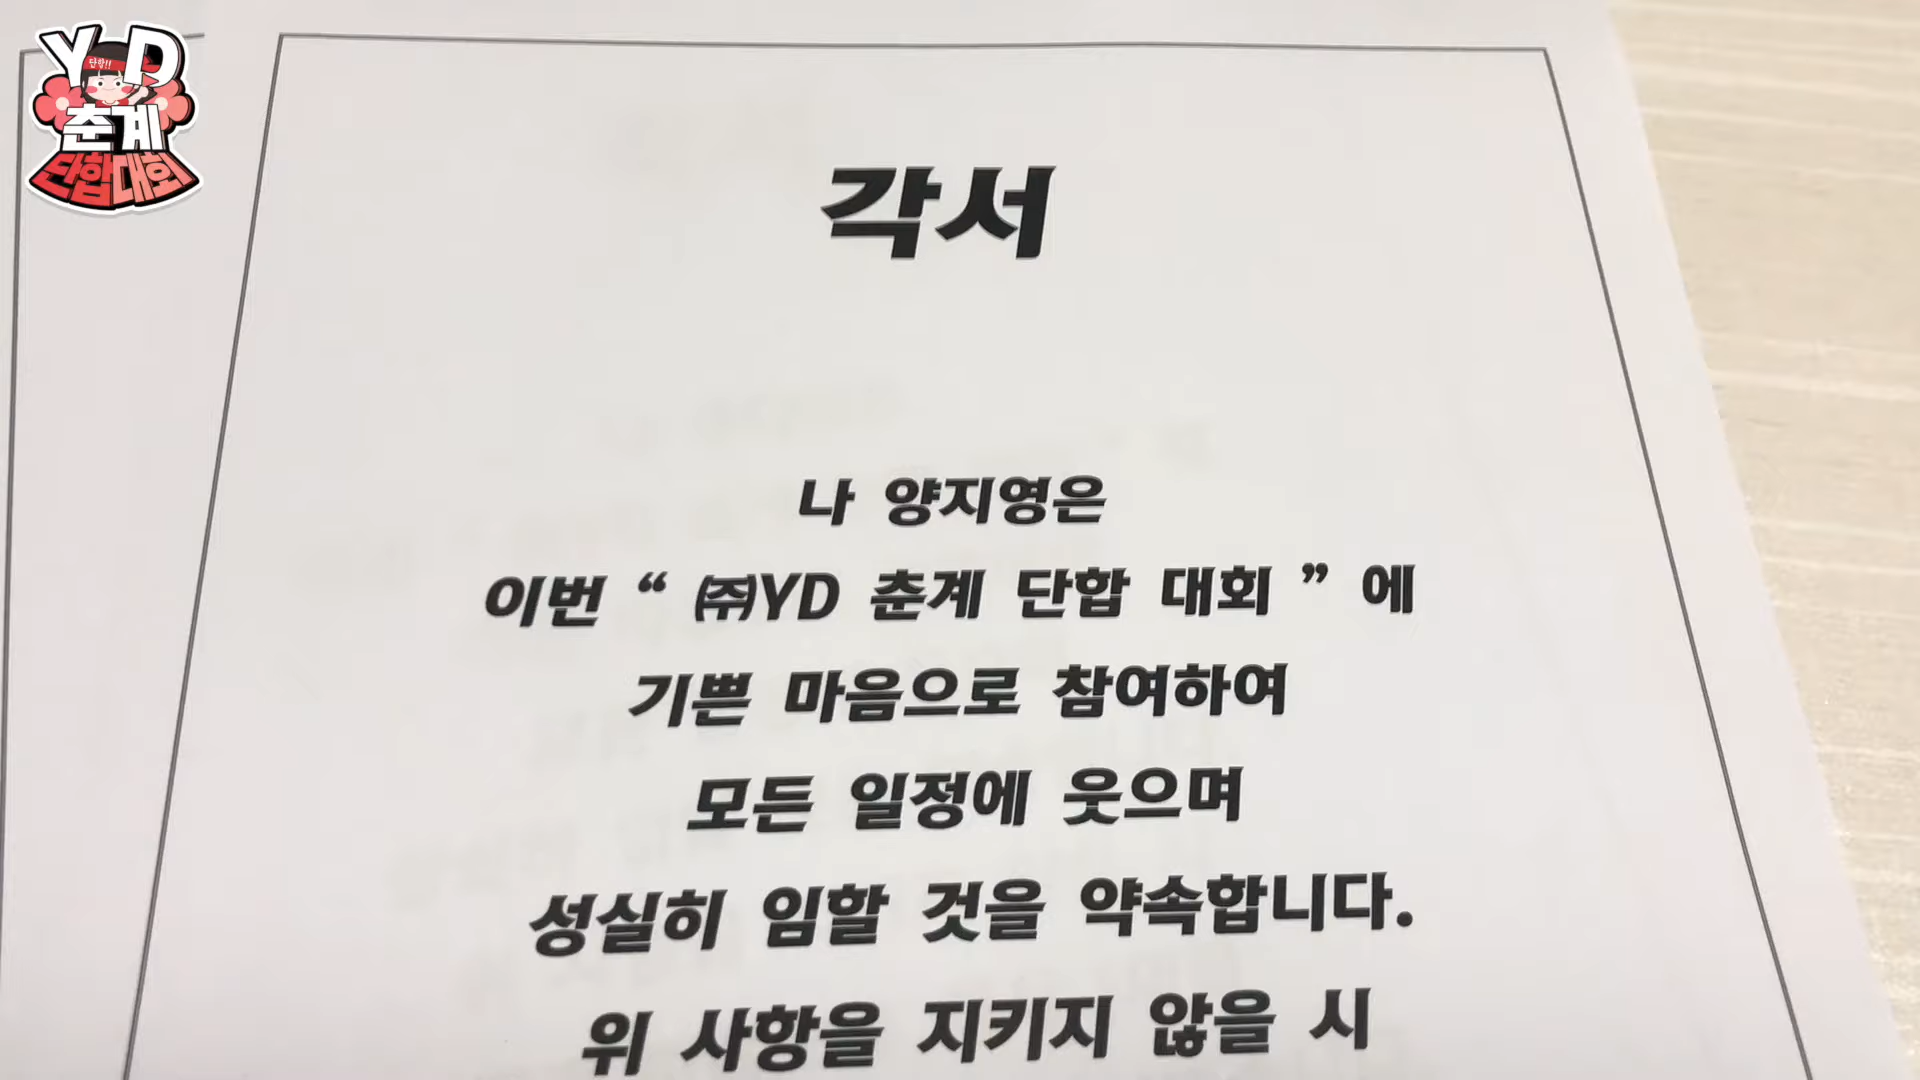 YD
단합!!
춘계
단합대회
각서
나 양지영은
이번 “ ㈜YD 춘계 단합 대회 ” 에
기쁜 마음으로 참여하여
모든 일정에 웃으며
성실히 임할 것을 약속합니다.
위 사항을 지키지 않을 시